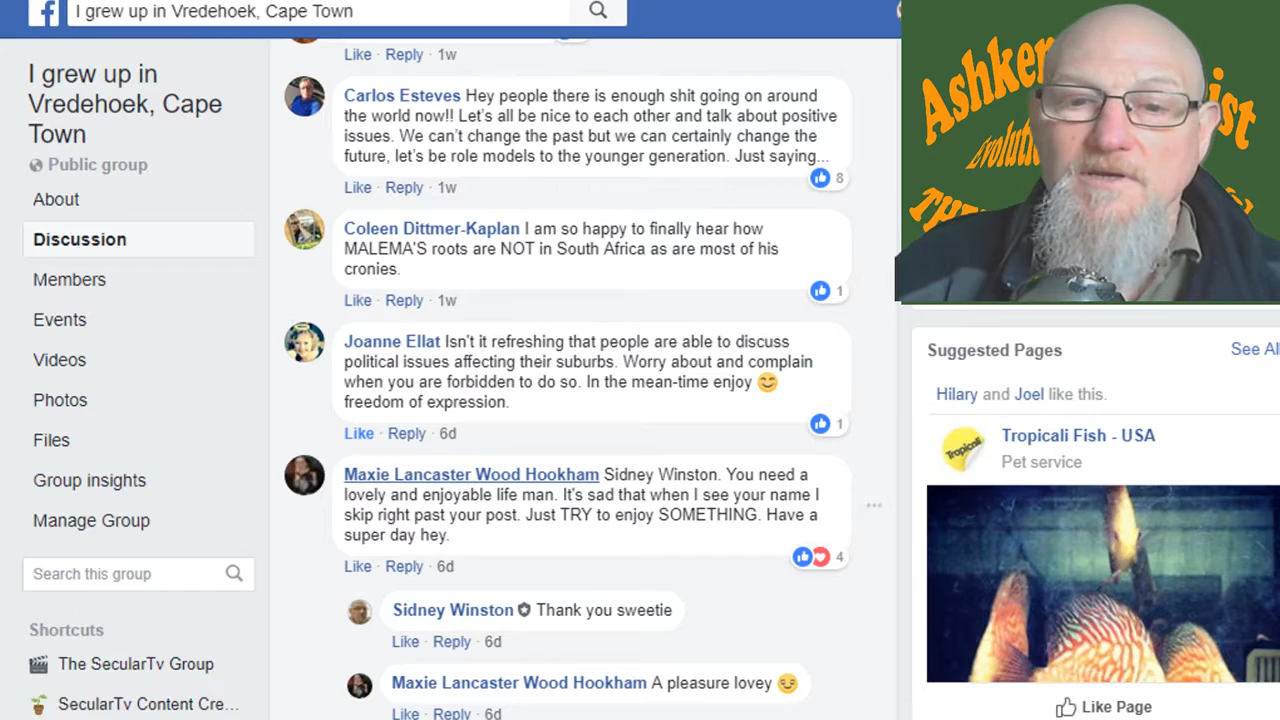 I grew up in Vredehoek, Cape Town
I grew up in
Vredehoek, Cape
Town
Public group
About
Discussion
Members
Events
Videos
Photos
Files
Group insights
Manage Group
Search this group
Shortcuts
The SecularTv Group
SecularTv Content Cre...
Like · Reply · 1w
Carlos Esteves Hey people there is enough shit going on around
the world now!! Let's all be nice to each other and talk about positive
issues. We can't change the past but we can certainly change the
future, let's be role models to the younger generation. Just saying...
8
Like · Reply · 1w
Coleen Dittmer-Kaplan I am so happy to finally hear how
MALEMA'S roots are NOT in South Africa as are most of his
cronies.
1
Like · Reply · 1w
Joanne Ellat Isn't it refreshing that people are able to discuss
political issues affecting their suburbs. Worry about and complain
when you are forbidden to do so. In the mean-time enjoy 😊
freedom of expression.
1
Like · Reply · 6d
Maxie Lancaster Wood Hookham Sidney Winston. You need a
lovely and enjoyable life man. It's sad that when I see your name I
skip right past your post. Just TRY to enjoy SOMETHING. Have a
super day hey.
4
Like · Reply · 6d
Sidney Winston Thank you sweetie
Like · Reply · 6d
Maxie Lancaster Wood Hookham A pleasure lovey 😉
Like · Reply · 6d
Suggested Pages
See All
Hilary and Joel like this.
Tropicali
Tropicali Fish - USA
Pet service
Like Page